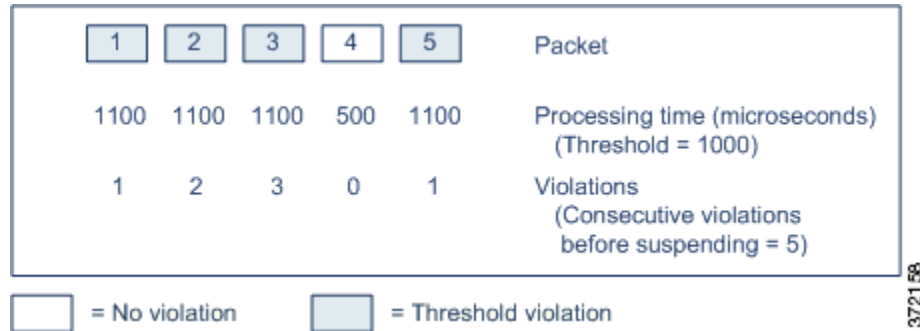 1 2 3 4 5 Packet
1100 1100 1100 500 1100 Processing time (microseconds)
(Threshold = 1000)
1 2 3 0 1 Violations
(Consecutive violations
before suspending = 5)
= No violation = Threshold violation
372158